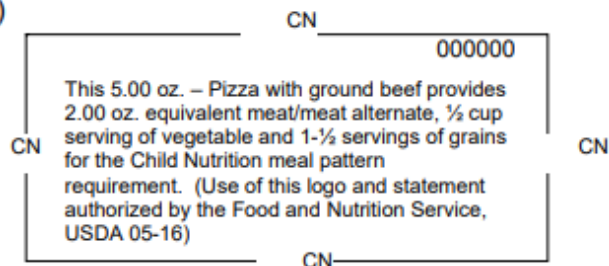 )
CN
000000
This 5.00 oz. – Pizza with ground beef provides
2.00 oz. equivalent meat/meat alternate, ½ cup
CN serving of vegetable and 1-½ servings of grains CN
for the Child Nutrition meal pattern
requirement.  (Use of this logo and statement
authorized by the Food and Nutrition Service,
USDA 05-16)
CN